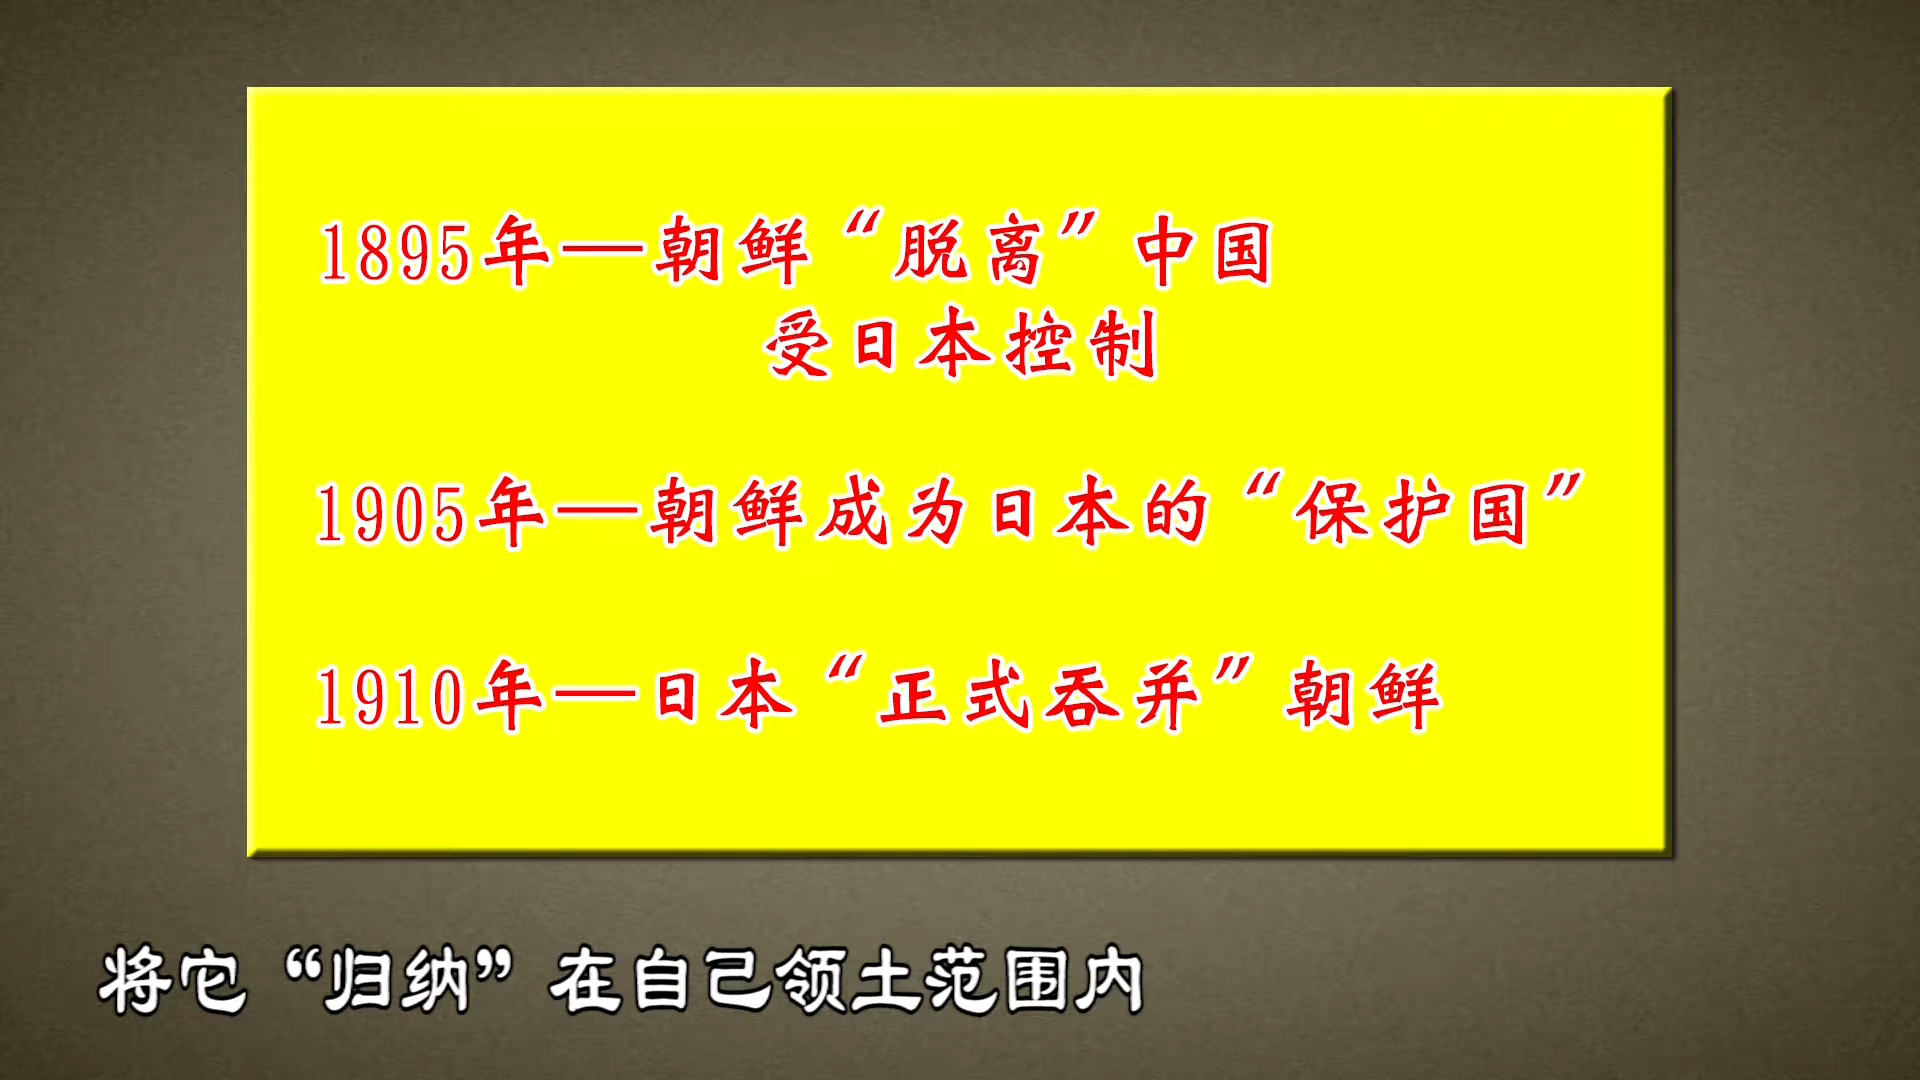 1895年—朝鲜“脱离”中国
受日本控制
1905年—朝鲜成为日本的“保护国”
1910年—日本“正式吞并”朝鲜
将它“归纳”在自己领土范围内